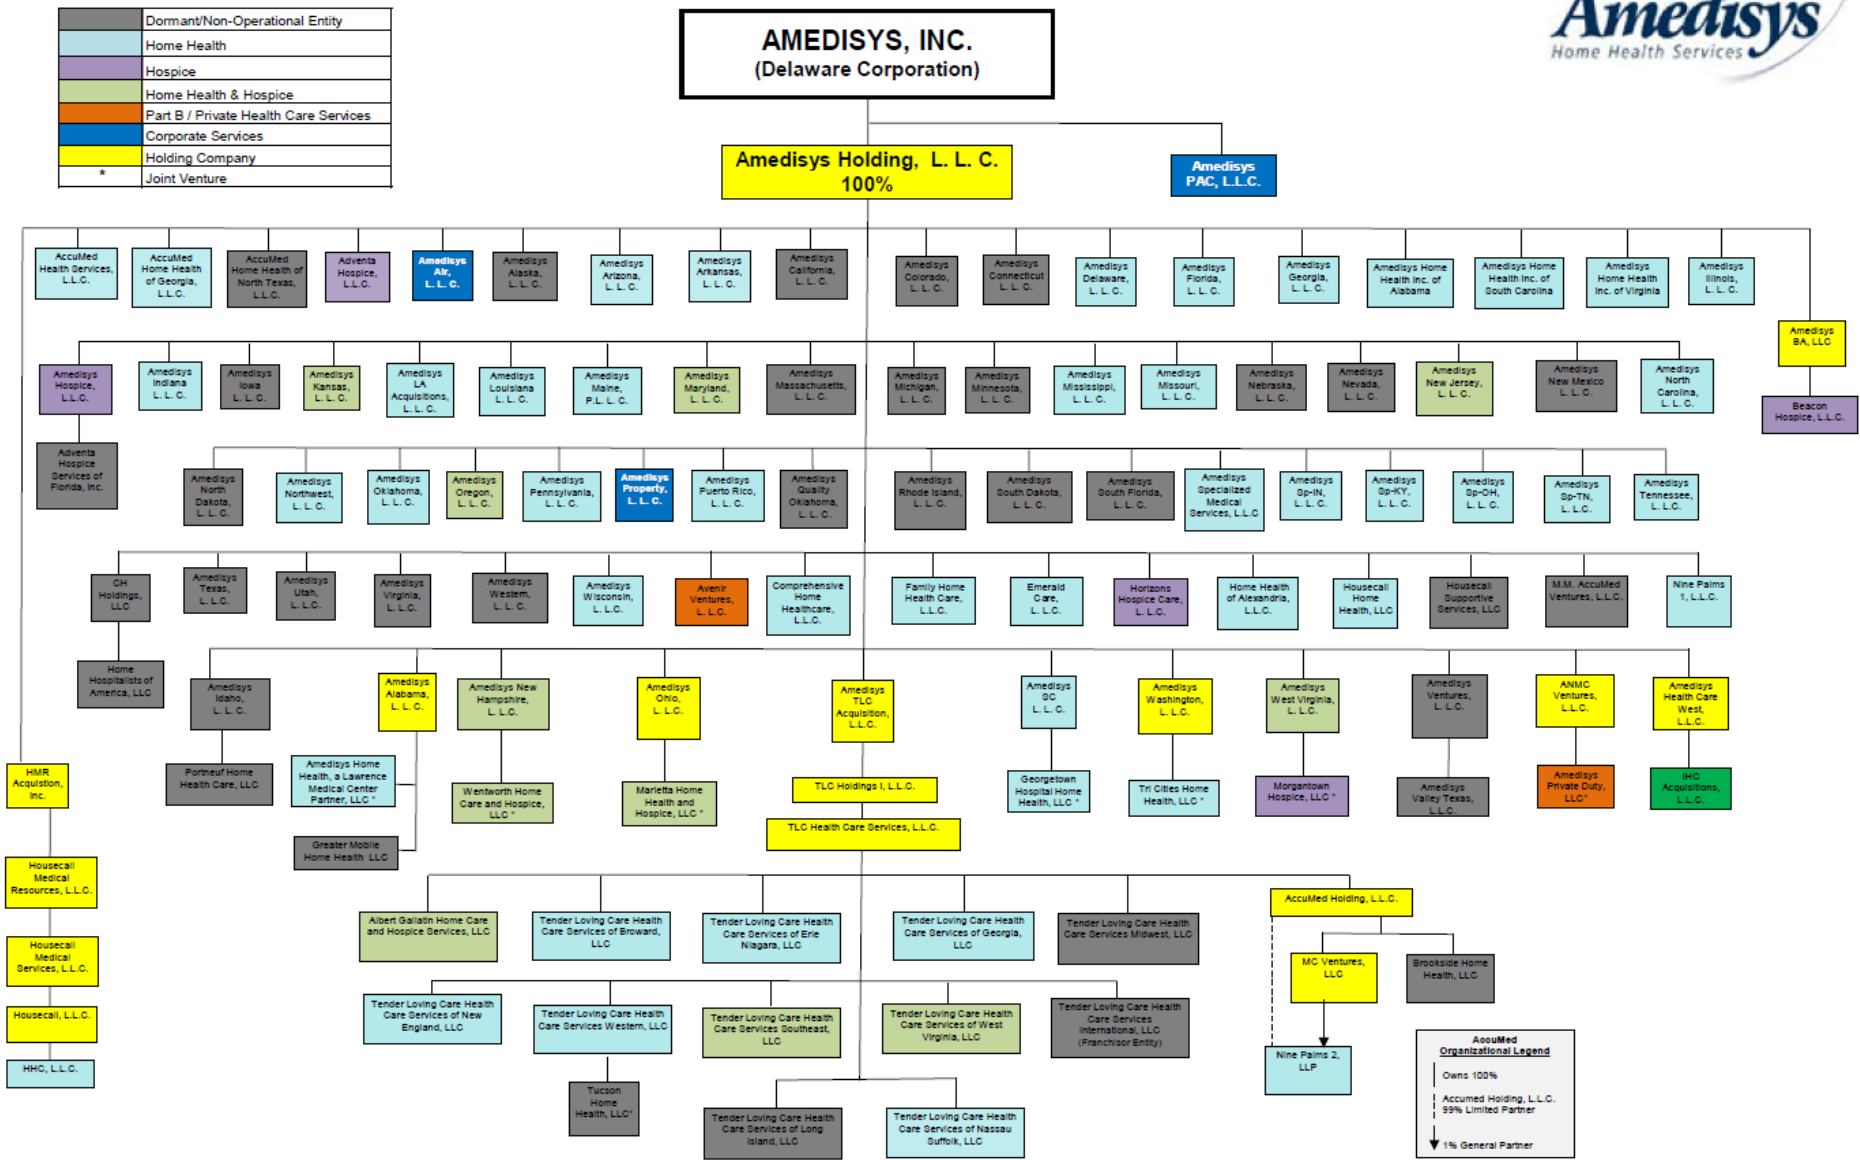 Dormant/Non-Operational Entity
Home Health
Hospice
Home Health & Hospice
Part B / Private Health Care Services
Corporate Services
Holding Company
* Joint Venture
AMEDISYS, INC.
(Delaware Corporation)
Amedisys
Home Health Services
Amedisys Holding, L. L. C.
100%
Amedisys
PAC, L.L.C.
AccuMed
Health Services,
L.L.C.
AccuMed
Home Health
of Georgia,
L.L.C.
AccuMed
Home Health of
North Texas,
L.L.C.
Adventa
Hospice,
L.L.C.
Amedisys
Air,
L. L. C.
Amedisys
Alaska,
L. L. C.
Amedisys
Arizona,
L. L. C.
Amedisys
Arkansas,
L. L. C.
Amedisys
California,
L. L. C.
Amedisys
Colorado,
L. L. C.
Amedisys
Connecticut
L. L. C.
Amedisys
Delaware,
L. L. C.
Amedisys
Florida,
L. L. C.
Amedisys
Georgia,
L. L. C.
Amedisys Home
Health Inc. of
Alabama
Amedisys Home
Health Inc. of
South Carolina
Amedisys
Home Health
Inc. of Virginia
Amedisys
Illinois,
L. L. C.
Amedisys
BA, LLC
Beacon
Hospice, L.L.C.
Amedisys
Hospice,
L.L.C.
Amedisys
Indiana
L. L. C.
Amedisys
Iowa
L. L. C.
Amedisys
Kansas,
L. L. C.
Amedisys
LA
Acquisitions,
L. L. C.
Amedisys
Louisiana
L. L. C.
Amedisys
Maine,
P.L. L. C.
Amedisys
Maryland,
L. L. C.
Amedisys
Massachusetts,
L. L. C.
Amedisys
Michigan,
L. L. C.
Amedisys
Minnesota,
L. L. C.
Amedisys
Mississippi,
L. L. C.
Amedisys
Missouri,
L. L. C.
Amedisys
Nebraska,
L. L. C.
Amedisys
Nevada,
L. L. C.
Amedisys
New Jersey,
L. L. C.
Amedisys
New Mexico
L. L. C.
Amedisys
North
Carolina,
L. L. C.
Adventa
Hospice
Services of
Florida, Inc.
Amedisys
North
Dakota,
L. L. C.
Amedisys
Northwest,
L. L. C.
Amedisys
Oklahoma,
L. L. C.
Amedisys
Oregon,
L. L. C.
Amedisys
Pennsylvania,
L. L. C.
Amedisys
Property,
L. L. C.
Amedisys
Puerto Rico,
L. L. C.
Amedisys
Quality
Oklahoma,
L. L. C.
Amedisys
Rhode Island,
L. L. C.
Amedisys
South Dakota,
L. L. C.
Amedisys
South Florida,
L. L. C.
Amedisys
Specialized
Medical
Services, L.L.C
Amedisys
Sp-IN,
L. L. C.
Amedisys
Sp-KY,
L. L. C.
Amedisys
Sp-OH,
L. L. C.
Amedisys
Sp-TN,
L. L. C.
Amedisys
Tennessee,
L. L. C.
CH
Holdings,
LLC
Amedisys
Texas,
L. L. C.
Amedisys
Utah,
L. L. C.
Amedisys
Virginia,
L. L. C.
Amedisys
Western,
L. L. C.
Amedisys
Wisconsin,
L. L. C.
Avenir
Ventures,
L. L. C.
Comprehensive
Home
Healthcare,
L.L.C.
Family Home
Health Care,
L.L.C.
Emerald
Care,
L. L. C.
Horizons
Hospice Care,
L. L. C.
Home Health
of Alexandria,
L.L.C.
Housecall
Home
Health, LLC
Housecall
Supportive
Services, LLC
M.M. AccuMed
Ventures, L.L.C.
Nine Palms
1, L.L.C.
Home
Hospitalists of
America, LLC
Amedisys
Idaho,
L. L. C.
Amedisys
Alabama,
L. L. C.
Amedisys New
Hampshire,
L. L. C.
Amedisys
Ohio,
L. L. C.
Amedisys
TLC
Acquisition,
L.L.C.
Amedisys
SC
L. L. C.
Amedisys
Washington,
L. L. C.
Amedisys
West Virginia,
L. L. C.
Amedisys
Ventures,
L. L. C.
ANMC
Ventures,
L. L. C.
Amedisys
Health Care
West,
L.L.C.
HMR
Acquistion,
Inc.
Portneuf Home
Health Care, LLC
Amedisys Home
Health, a Lawrence
Medical Center
Partner, LLC *
Wentworth Home
Care and Hospice,
LLC *
Marietta Home
Health and
Hospice, LLC *
TLC Holdings I, L.L.C.
Georgetown
Hospital Home
Health, LLC *
Tri Cities Home
Health, LLC *
Morgantown
Hospice, LLC *
Amedisys
Valley Texas,
L.L.C.
Amedisys
Private Duty,
LLC*
IHC
Acquisitions,
L.L.C.
TLC Health Care Services, L.L.C.
Greater Mobile
Home Health LLC
Housecall
Medical
Resources, L.L.C.
Housecall
Medical
Services, L.L.C.
Housecall, L.L.C.
HHC, L.L.C.
Albert Gallatin Home Care
and Hospice Services, LLC
Tender Loving Care Health
Care Services of Broward,
LLC
Tender Loving Care Health
Care Services of Erie
Niagara, LLC
Tender Loving Care Health
Care Services of Georgia,
LLC
Tender Loving Care Health
Care Services Midwest, LLC
AccuMed Holding, L.L.C.
MC Ventures,
LLC
Brookside Home
Health, LLC
Tender Loving Care Health
Care Services of New
England, LLC
Tender Loving Care Health
Care Services Western, LLC
Tender Loving Care Health
Care Services Southeast,
LLC
Tender Loving Care Health
Care Services of West
Virginia, LLC
Tender Loving Care Health
Care Services
International, LLC
(Franchisor Entity)
Nine Palms 2,
LLP
Tucson
Home
Health, LLC*
Tender Loving Care Health
Care Services of Long
Island, LLC
Tender Loving Care Health
Care Services of Nassau
Suffolk, LLC
AccuMed
Organizational Legend
Owns 100%
Accumed Holding, L.L.C.
99% Limited Partner
1% General Partner